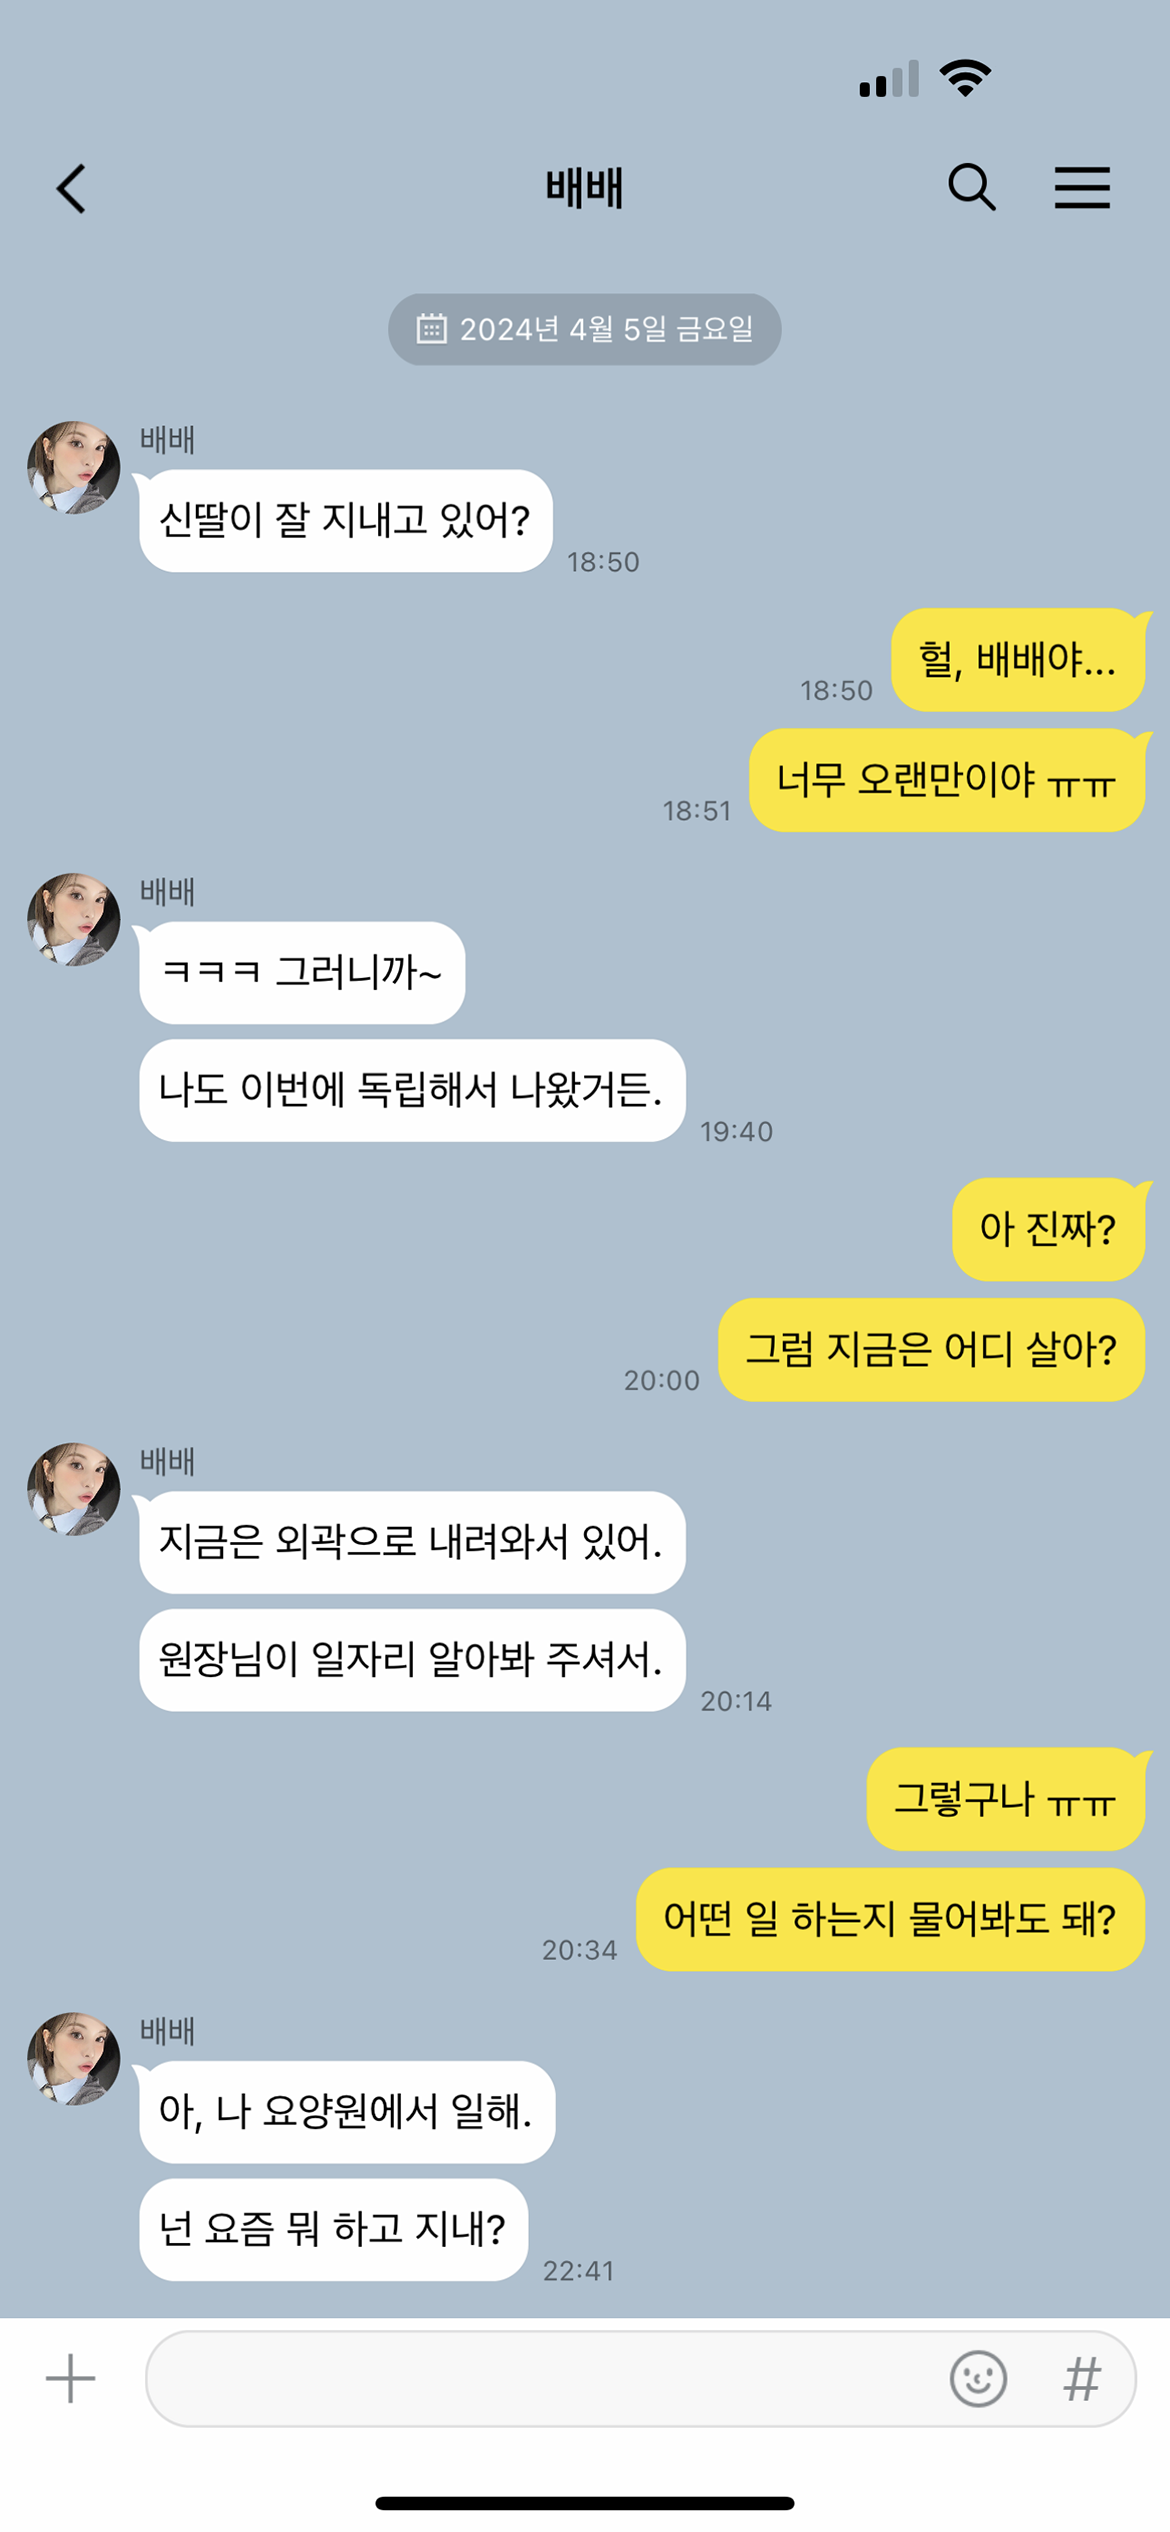 배배
2024년 4월 5일 금요일
배배
신딸이 잘 지내고 있어?
18:50
헐, 배배야...
18:50
너무 오랜만이야 ㅠㅠ
18:51
배배
ㅋㅋㅋ 그러니까~
나도 이번에 독립해서 나왔거든.
19:40
아 진짜?
그럼 지금은 어디 살아?
20:00
배배
지금은 외곽으로 내려와서 있어.
원장님이 일자리 알아봐 주셔서.
20:14
그렇구나 ㅠㅠ
어떤 일 하는지 물어봐도 돼?
20:34
배배
아, 나 요양원에서 일해.
넌 요즘 뭐 하고 지내?
22:41
#